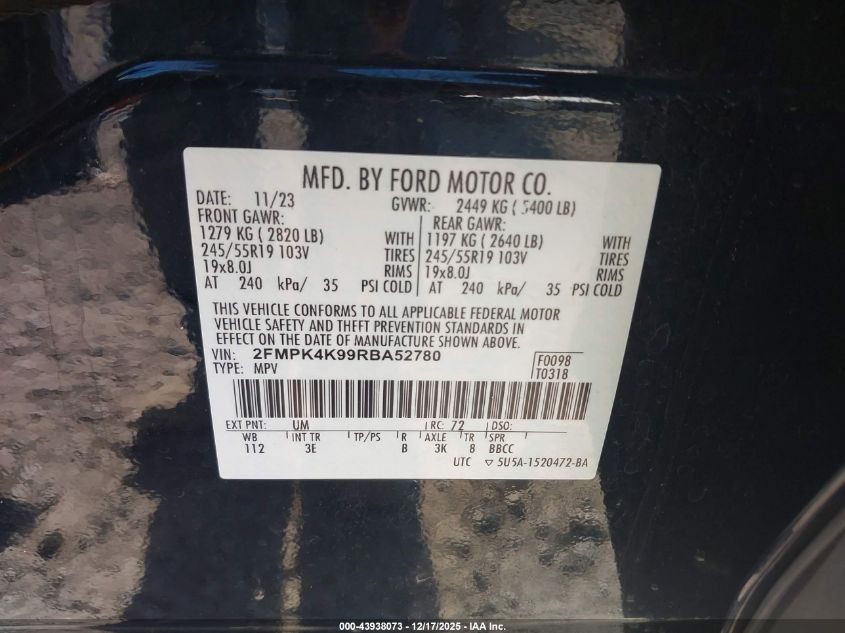 MFD. BY FORD MOTOR CO.
DATE: 11/23 GVWR: 2449 KG ( 5400 LB)
FRONT GAWR: REAR GAWR:
1279 KG ( 2820 LB) WITH 1197 KG ( 2640 LB) WITH
245/55R19 103V TIRES 245/55R19 103V TIRES
19x8.0J RIMS 19x8.0J RIMS
AT 240 kPa/ 35 PSI COLD AT 240 kPa/ 35 PSI COLD
THIS VEHICLE CONFORMS TO ALL APPLICABLE FEDERAL MOTOR
VEHICLE SAFETY AND THEFT PREVENTION STANDARDS IN
EFFECT ON THE DATE OF MANUFACTURE SHOWN ABOVE.
VIN: 2FMPK4K99RBA52780 F0098
TYPE: MPV T0318
EXT PNT: UM RC: 72 DSO:
WB INT TR TP/PS R AXLE TR SPR
112 3E B 3K 8 BBCC
UTC 5U5A-1520472-BA
000-43938073 - 12/17/2025 - IAA Inc.